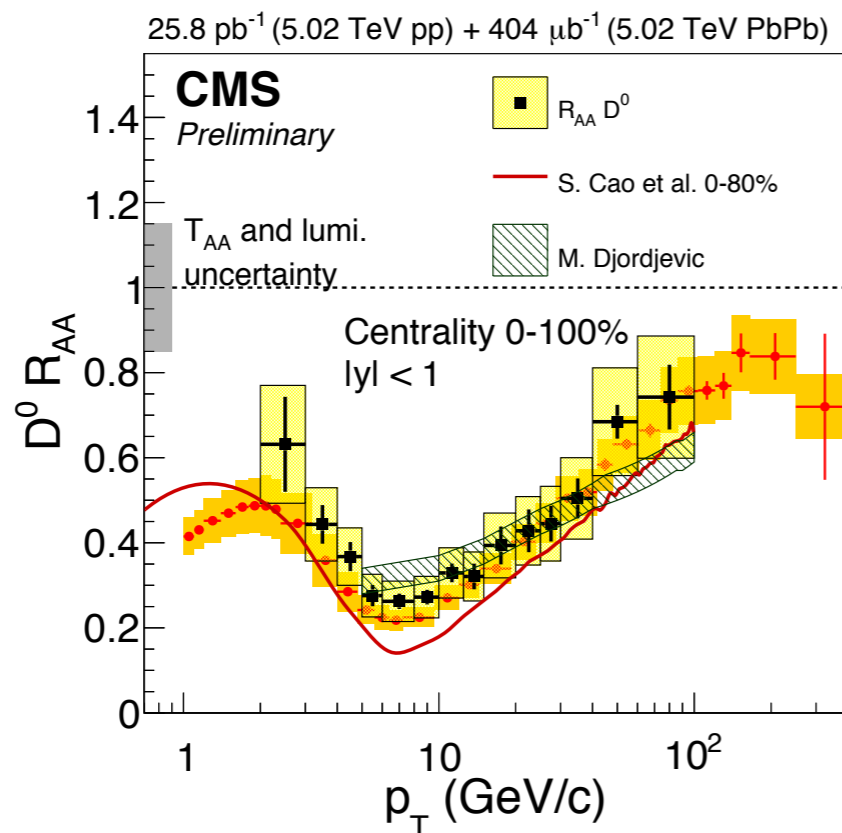 25.8 pb⁻¹ (5.02 TeV pp) + 404 μb⁻¹ (5.02 TeV PbPb)
CMS
Preliminary
R_AA D⁰
S. Cao et al. 0-80%
M. Djordjevic
T_AA and lumi.
uncertainty
Centrality 0-100%
|y| < 1
D⁰ R_AA
1.4
1.2
1
0.8
0.6
0.4
0.2
0
1 10 10²
p_T (GeV/c)